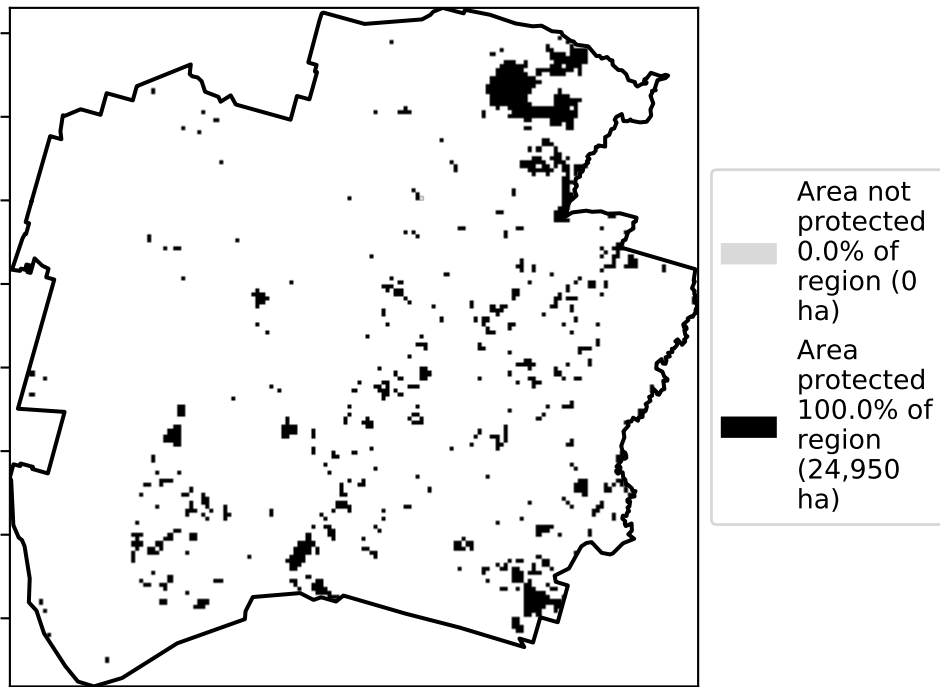 Area not
protected
0.0% of
region (0
ha)
Area
protected
100.0% of
region
(24,950
ha)